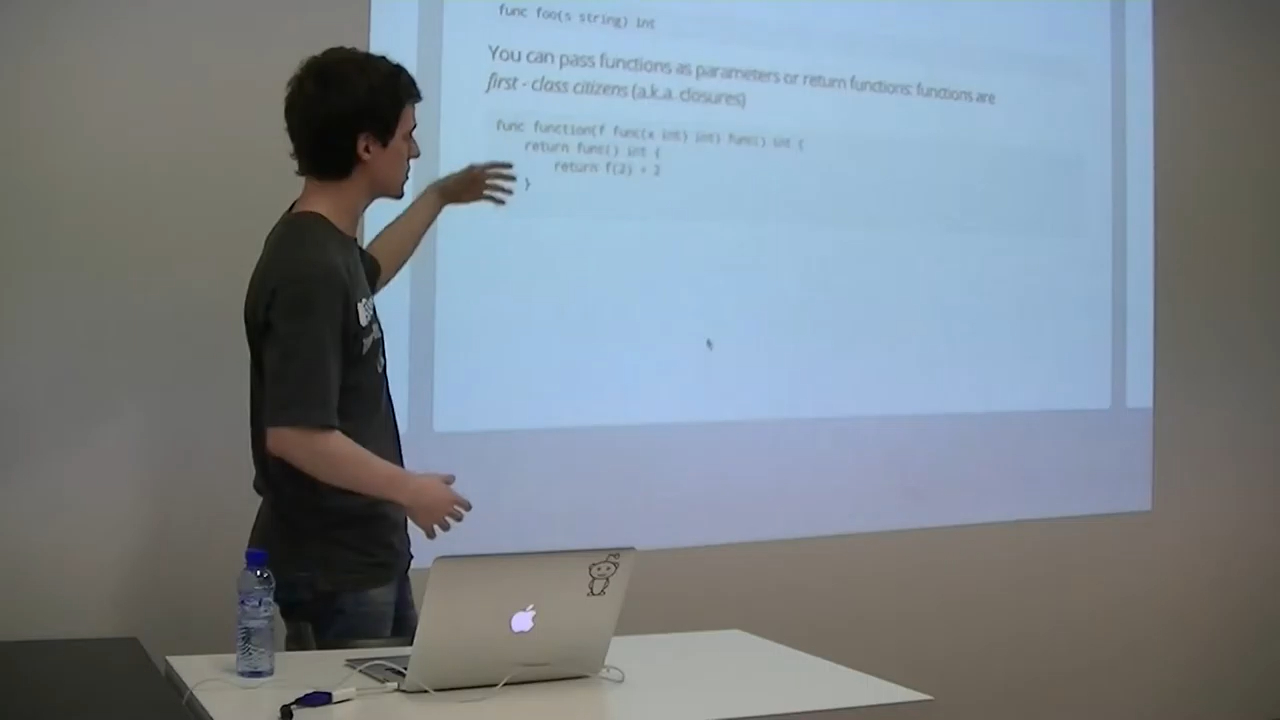 func foo(s string) int
You can pass functions as parameters or return functions: functions are
first - class citizens (a.k.a. closures)
func function(f func(x int) int) func() int {
return func() int {
return f(2) + 2
}